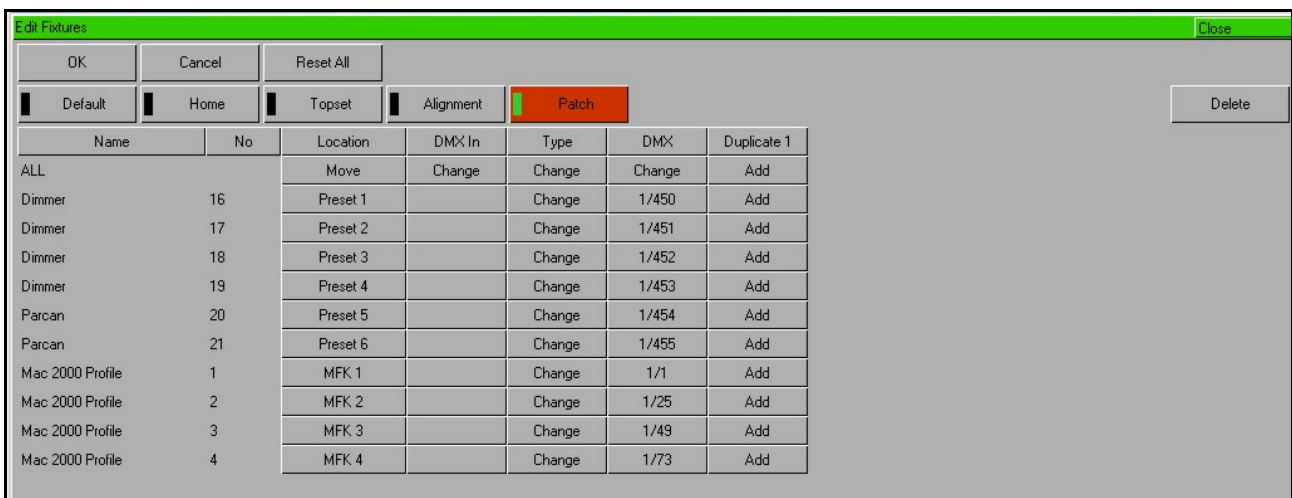 Edit Fixtures Close
OK Cancel Reset All
Default Home Topset Alignment Patch Delete
Name No Location DMX In Type DMX Duplicate 1
ALL Move Change Change Change Add
Dimmer 16 Preset 1 Change 1/450 Add
Dimmer 17 Preset 2 Change 1/451 Add
Dimmer 18 Preset 3 Change 1/452 Add
Dimmer 19 Preset 4 Change 1/453 Add
Parcan 20 Preset 5 Change 1/454 Add
Parcan 21 Preset 6 Change 1/455 Add
Mac 2000 Profile 1 MFK 1 Change 1/1 Add
Mac 2000 Profile 2 MFK 2 Change 1/25 Add
Mac 2000 Profile 3 MFK 3 Change 1/49 Add
Mac 2000 Profile 4 MFK 4 Change 1/73 Add